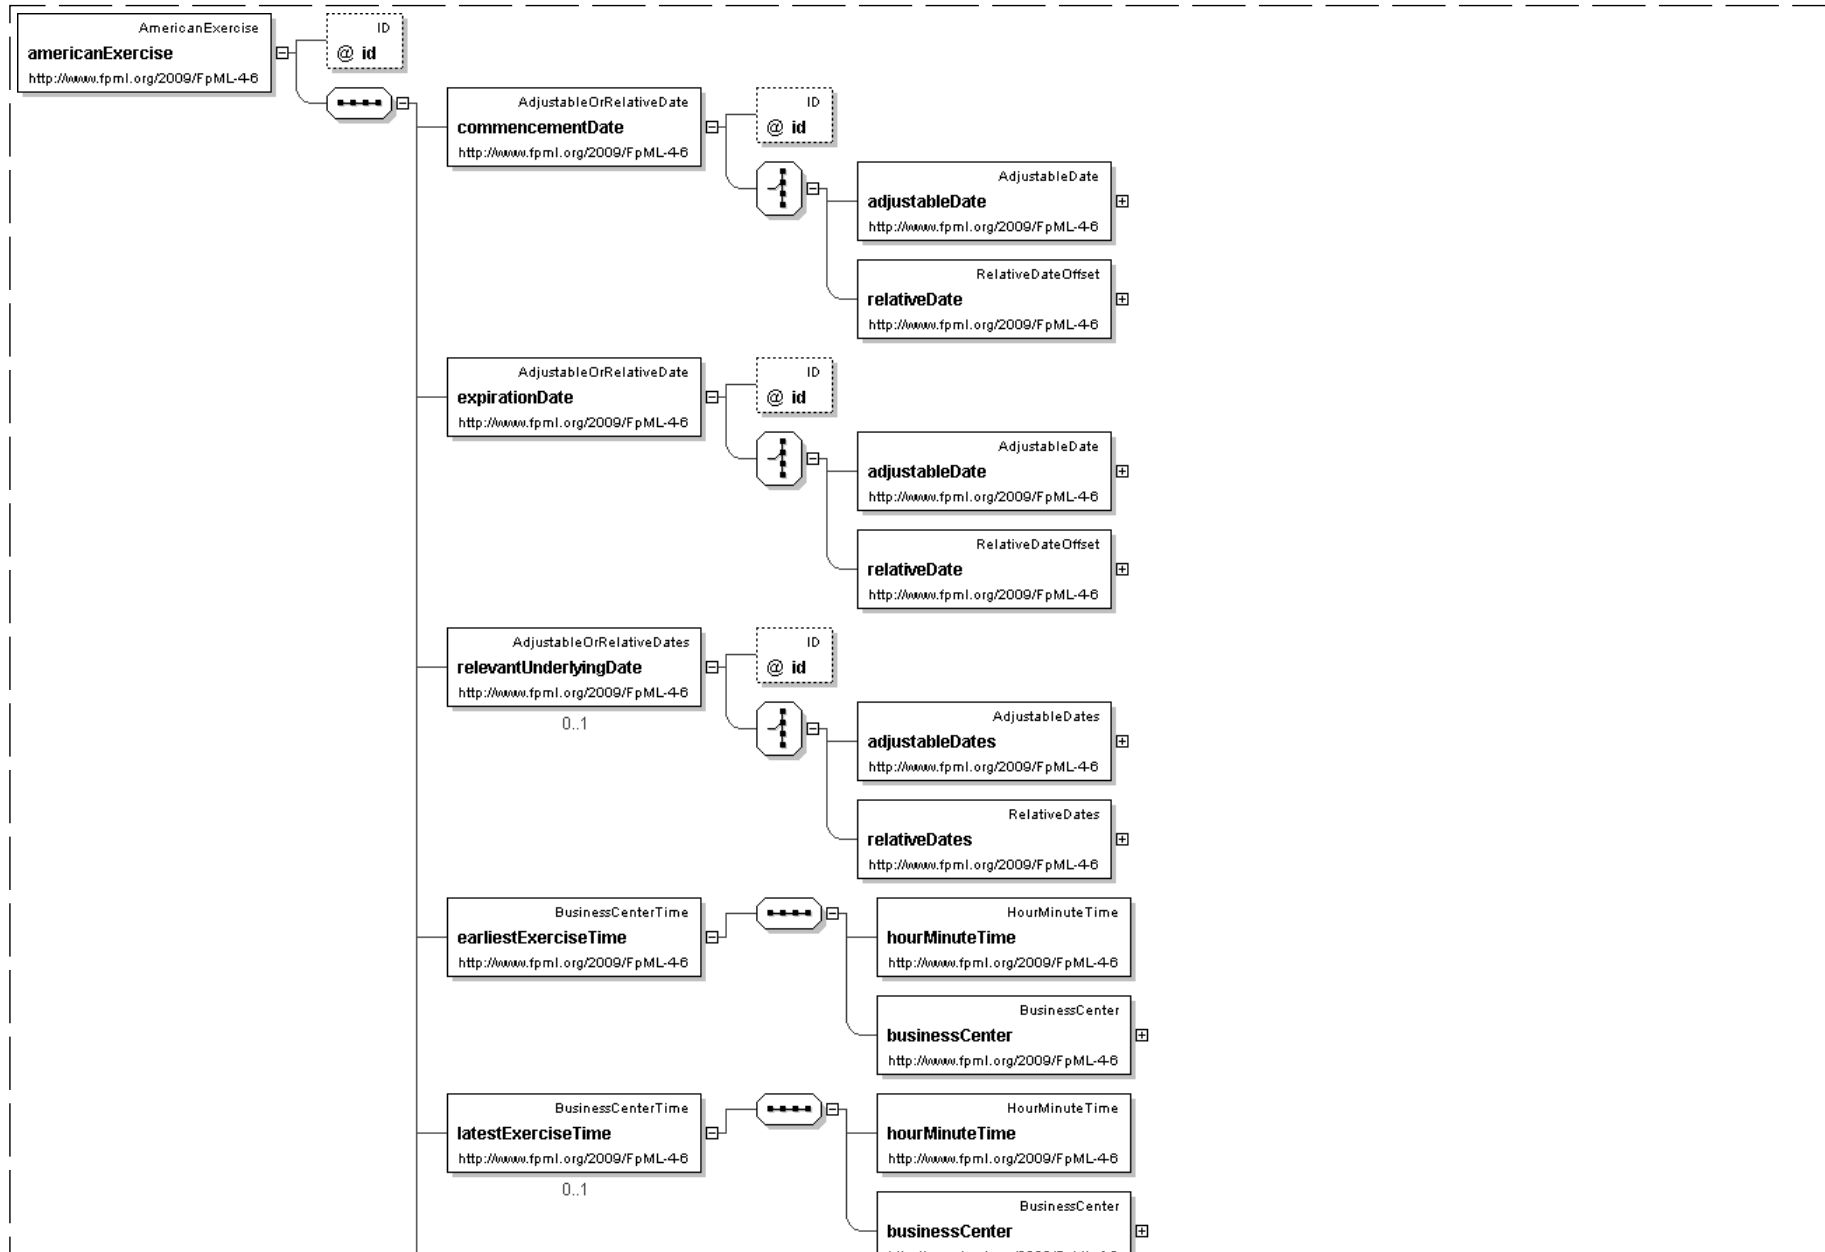 AmericanExercise
americanExercise
http://www.fpml.org/2009/FpML-4-6
ID
@ id
AdjustableOrRelativeDate
commencementDate
http://www.fpml.org/2009/FpML-4-6
ID
@ id
AdjustableDate
adjustableDate
http://www.fpml.org/2009/FpML-4-6
RelativeDateOffset
relativeDate
http://www.fpml.org/2009/FpML-4-6
AdjustableOrRelativeDate
expirationDate
http://www.fpml.org/2009/FpML-4-6
ID
@ id
AdjustableDate
adjustableDate
http://www.fpml.org/2009/FpML-4-6
RelativeDateOffset
relativeDate
http://www.fpml.org/2009/FpML-4-6
AdjustableOrRelativeDates
relevantUnderlyingDate
http://www.fpml.org/2009/FpML-4-6
0..1
ID
@ id
AdjustableDates
adjustableDates
http://www.fpml.org/2009/FpML-4-6
RelativeDates
relativeDates
http://www.fpml.org/2009/FpML-4-6
BusinessCenterTime
earliestExerciseTime
http://www.fpml.org/2009/FpML-4-6
HourMinuteTime
hourMinuteTime
http://www.fpml.org/2009/FpML-4-6
BusinessCenter
businessCenter
http://www.fpml.org/2009/FpML-4-6
BusinessCenterTime
latestExerciseTime
http://www.fpml.org/2009/FpML-4-6
0..1
HourMinuteTime
hourMinuteTime
http://www.fpml.org/2009/FpML-4-6
BusinessCenter
businessCenter